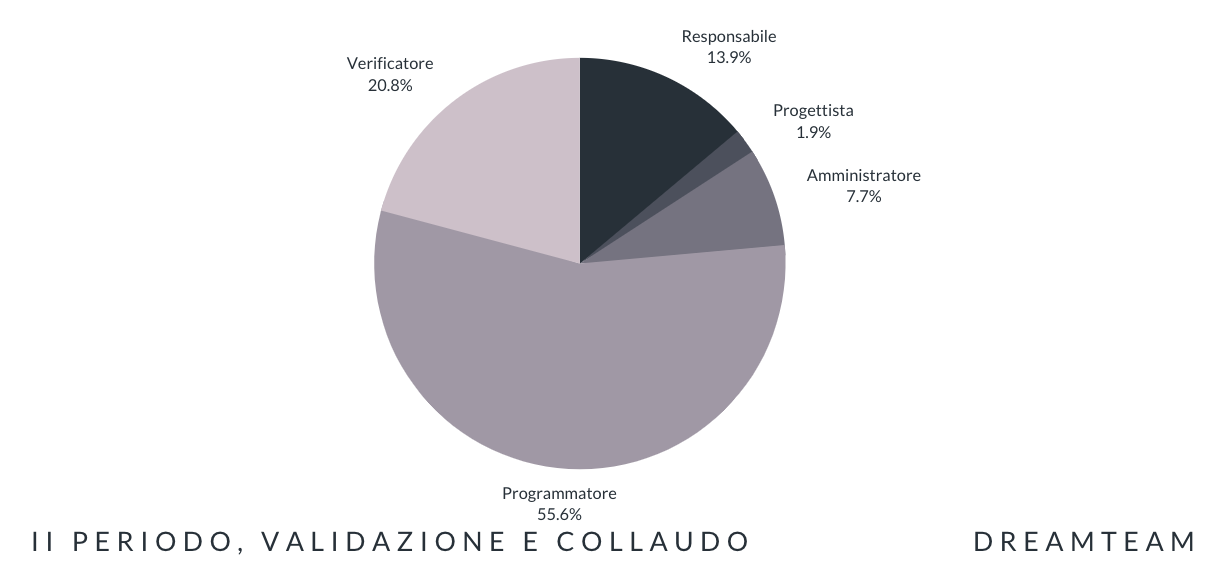 Responsabile
13.9%
Verificatore
20.8%
Progettista
1.9%
Amministratore
7.7%
Programmatore
55.6%
II PERIODO, VALIDAZIONE E COLLAUDO
DREAMTEAM